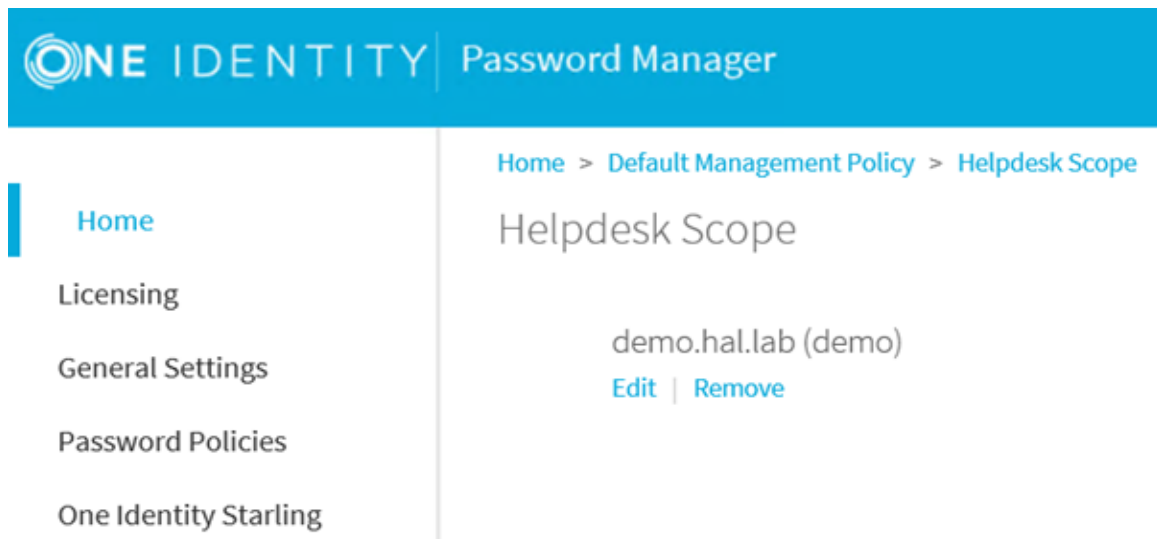 ONE IDENTITY Password Manager
Home > Default Management Policy > Helpdesk Scope
Helpdesk Scope
demo.hal.lab (demo)
Edit | Remove
Home
Licensing
General Settings
Password Policies
One Identity Starling